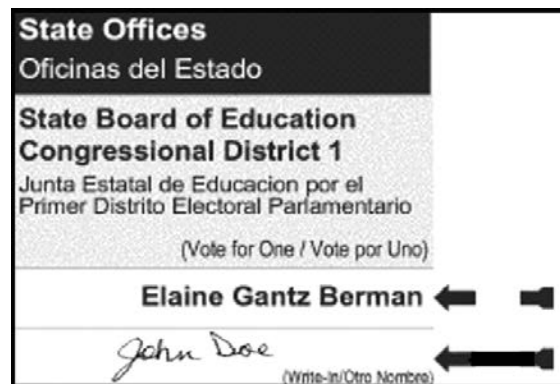 State Offices
Oficinas del Estado
State Board of Education
Congressional District 1
Junta Estatal de Educacion por el
Primer Distrito Electoral Parlamentario
(Vote for One / Vote por Uno)
Elaine Gantz Berman
John Doe
(Write-In/Otro Nombre)